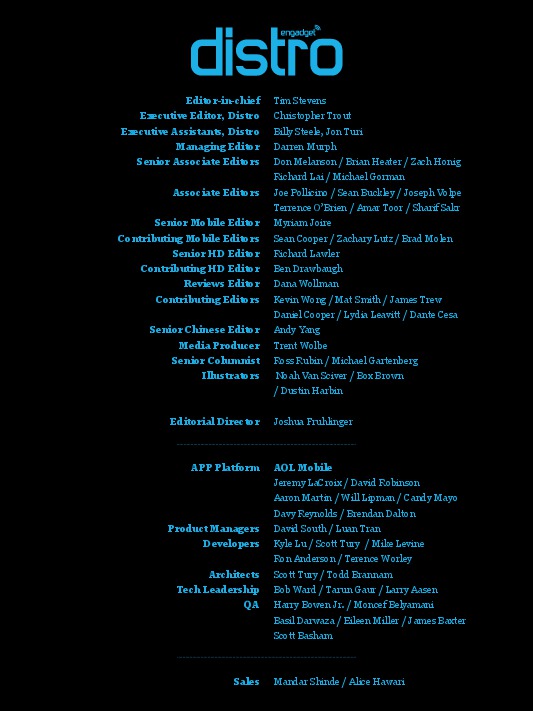 engadget
distro
Editor-in-chief Tim Stevens
Executive Editor, Distro Christopher Trout
Executive Assistants, Distro Billy Steele, Jon Turi
Managing Editor Darren Murph
Senior Associate Editors Don Melanson / Brian Heater / Zach Honig
Richard Lai / Michael Gorman
Associate Editors Joe Pollicino / Sean Buckley / Joseph Volpe
Terrence O'Brien / Amar Toor / Sharif Sakr
Senior Mobile Editor Myriam Joire
Contributing Mobile Editors Sean Cooper / Zachary Lutz / Brad Molen
Senior HD Editor Richard Lawler
Contributing HD Editor Ben Drawbaugh
Reviews Editor Dana Wollman
Contributing Editors Kevin Wong / Mat Smith / James Trew
Daniel Cooper / Lydia Leavitt / Dante Cesa
Senior Chinese Editor Andy Yang
Media Producer Trent Wolbe
Senior Columnist Ross Rubin / Michael Gartenberg
Illustrators Noah Van Sciver / Box Brown
/ Dustin Harbin
Editorial Director Joshua Fruhlinger
APP Platform AOL Mobile
Jeremy LaCroix / David Robinson
Aaron Martin / Will Lipman / Candy Mayo
Davy Reynolds / Brendan Dalton
Product Managers David South / Luan Tran
Developers Kyle Lu / Scott Tury / Mike Levine
Ron Anderson / Terence Worley
Architects Scott Tury / Todd Brannam
Tech Leadership Bob Ward / Tarun Gaur / Larry Aasen
QA Harry Bowen Jr. / Moncef Belyamani
Basil Darwaza / Eileen Miller / James Baxter
Scott Basham
Sales Mandar Shinde / Alice Hawari